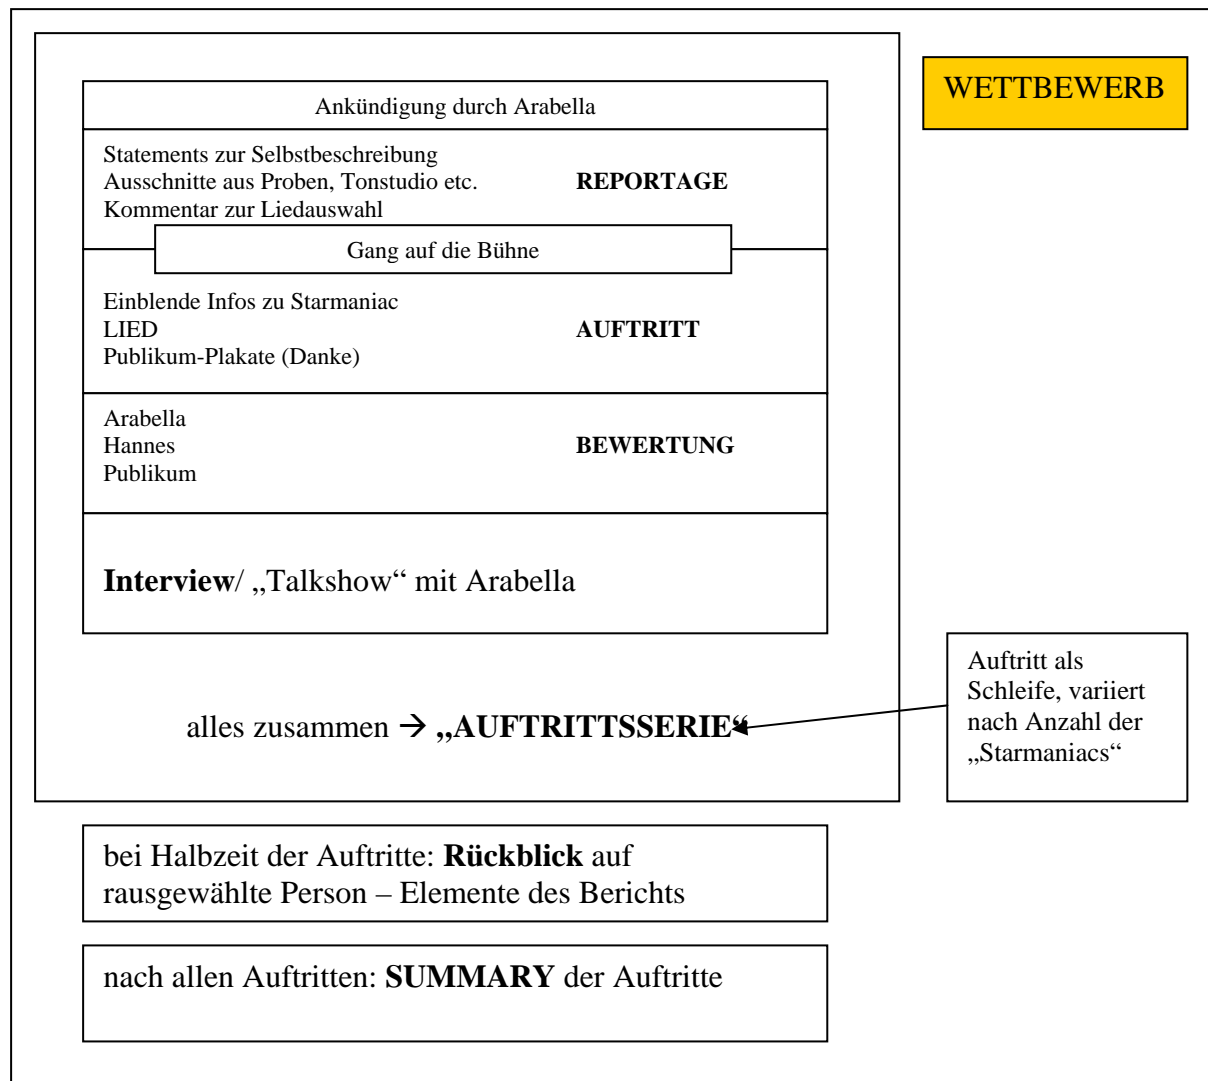 WETTBEWERB
Ankündigung durch Arabella
Statements zur Selbstbeschreibung
Ausschnitte aus Proben, Tonstudio etc. REPORTAGE
Kommentar zur Liedauswahl
Gang auf die Bühne
Einblende Infos zu Starmaniac
LIED AUFTRITT
Publikum-Plakate (Danke)
Arabella
Hannes BEWERTUNG
Publikum
Interview/ „Talkshow“ mit Arabella
alles zusammen → „AUFTRITTSSERIE“
Auftritt als
Schleife, variiert
nach Anzahl der
„Starmaniacs“
bei Halbzeit der Auftritte: Rückblick auf
rausgewählte Person – Elemente des Berichts
nach allen Auftritten: SUMMARY der Auftritte